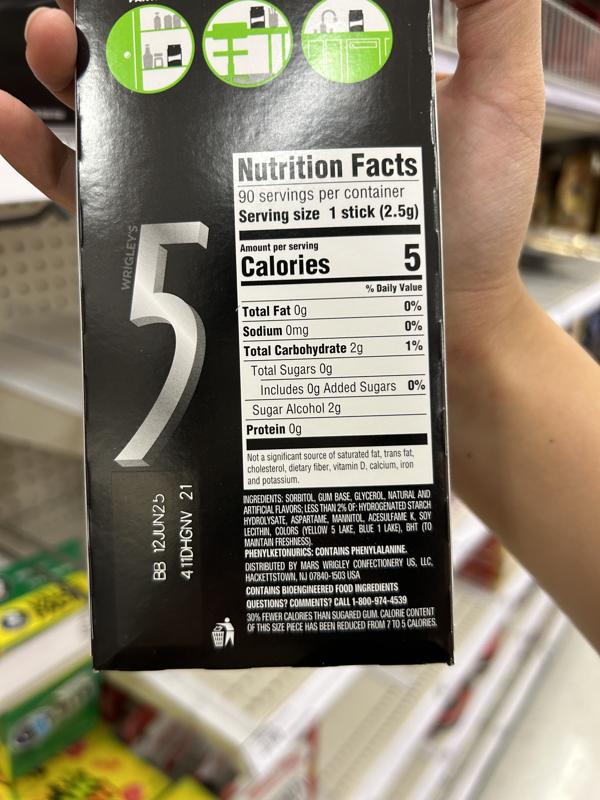 Nutrition Facts
90 servings per container
Serving size 1 stick (2.5g)
Amount per serving
Calories 5
% Daily Value
Total Fat 0g 0%
Sodium 0mg 0%
Total Carbohydrate 2g 1%
Total Sugars 0g
Includes 0g Added Sugars 0%
Sugar Alcohol 2g
Protein 0g
Not a significant source of saturated fat, trans fat,
cholesterol, dietary fiber, vitamin D, calcium, iron
and potassium.
WRIGLEY'S
5
BB 12JUN25
411DHGNV 21
INGREDIENTS: SORBITOL, GUM BASE, GLYCEROL, NATURAL AND
ARTIFICIAL FLAVORS; LESS THAN 2% OF: HYDROGENATED STARCH
HYDROLYSATE, ASPARTAME, MANNITOL, ACESULFAME K, SOY
LECITHIN, COLORS (YELLOW 5 LAKE, BLUE 1 LAKE), BHT (TO
MAINTAIN FRESHNESS).
PHENYLKETONURICS: CONTAINS PHENYLALANINE.
DISTRIBUTED BY MARS WRIGLEY CONFECTIONERY US, LLC,
HACKETTSTOWN, NJ 07840-1503 USA
CONTAINS BIOENGINEERED FOOD INGREDIENTS
QUESTIONS? COMMENTS? CALL 1-800-974-4539
30% FEWER CALORIES THAN SUGARED GUM. CALORIE CONTENT
OF THIS SIZE PIECE HAS BEEN REDUCED FROM 7 TO 5 CALORIES.